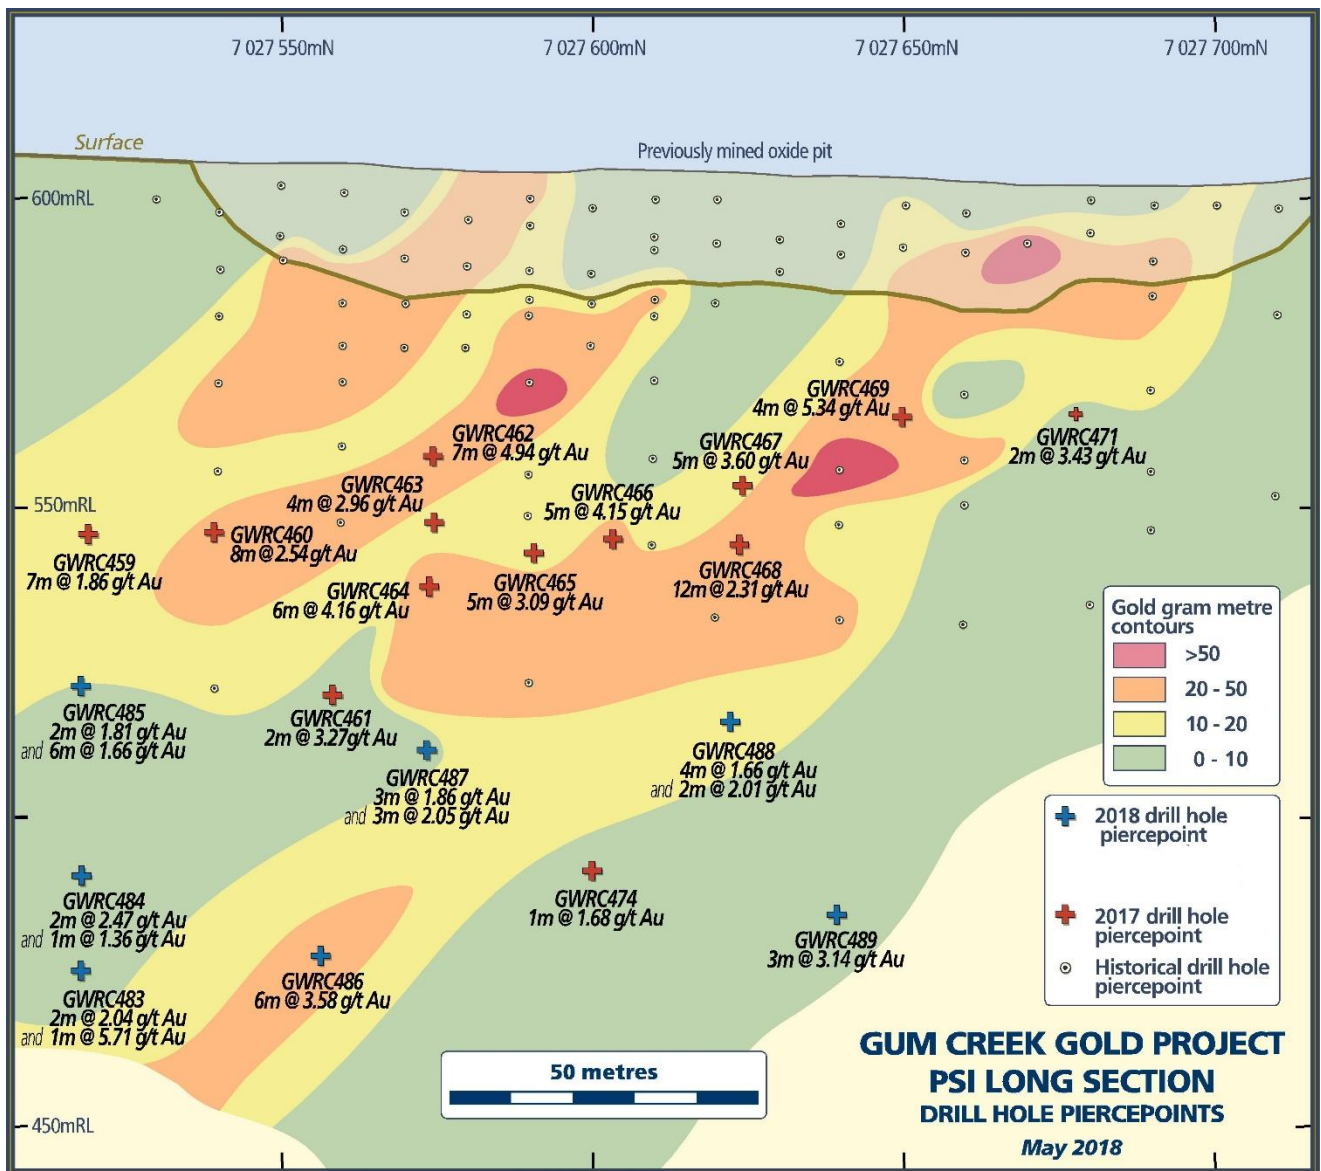 7 027 550mN
7 027 600mN
7 027 650mN
7 027 700mN
Surface
Previously mined oxide pit
600mRL
GWRC469
4m @ 5.34 g/t Au
GWRC462
7m @ 4.94 g/t Au
GWRC467
5m @ 3.60 g/t Au
GWRC471
2m @ 3.43 g/t Au
GWRC463
4m @ 2.96 g/t Au
GWRC466
5m @ 4.15 g/t Au
550mRL
GWRC460
8m @ 2.54 g/t Au
GWRC459
7m @ 1.86 g/t Au
GWRC464
6m @ 4.16 g/t Au
GWRC465
5m @ 3.09 g/t Au
GWRC468
12m @ 2.31 g/t Au
Gold gram metre
contours
>50
20 - 50
10 - 20
0 - 10
GWRC485
2m @ 1.81 g/t Au
and 6m @ 1.66 g/t Au
GWRC461
2m @ 3.27g/t Au
GWRC487
3m @ 1.86 g/t Au
and 3m @ 2.05 g/t Au
GWRC488
4m @ 1.66 g/t Au
and 2m @ 2.01 g/t Au
2018 drill hole
piercepoint
2017 drill hole
piercepoint
Historical drill hole
piercepoint
GWRC484
2m @ 2.47 g/t Au
and 1m @ 1.36 g/t Au
GWRC474
1m @ 1.68 g/t Au
GWRC489
3m @ 3.14 g/t Au
GWRC486
6m @ 3.58 g/t Au
GWRC483
2m @ 2.04 g/t Au
and 1m @ 5.71 g/t Au
50 metres
GUM CREEK GOLD PROJECT
PSI LONG SECTION
DRILL HOLE PIERCEPOINTS
May 2018
450mRL